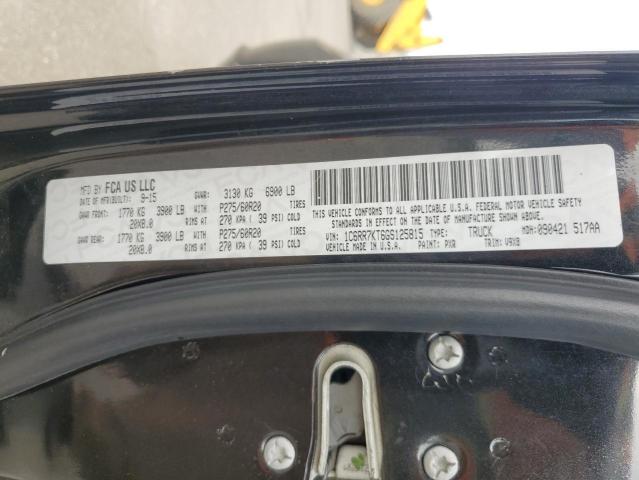 MFD BY FCA US LLC
DATE OF MFR(BUILT): 9-15 GVWR: 3130 KG 6900 LB
GAWR FRONT: 1770 KG 3900 LB WITH P275/60R20 TIRES
20X8.0 RIMS AT 270 KPA( 39 PSI) COLD
GAWR REAR: 1770 KG 3900 LB WITH P275/60R20 TIRES
20X8.0 RIMS AT 270 KPA( 39 PSI) COLD
THIS VEHICLE CONFORMS TO ALL APPLICABLE U.S.A. FEDERAL MOTOR VEHICLE SAFETY
STANDARDS IN EFFECT ON THE DATE OF MANUFACTURE SHOWN ABOVE.
VIN: 1C6RR7KT6GS125815 TYPE: TRUCK MDH: 090421 517AA
VEHICLE MADE IN U.S.A. PAINT: PXR TRIM: V9X8